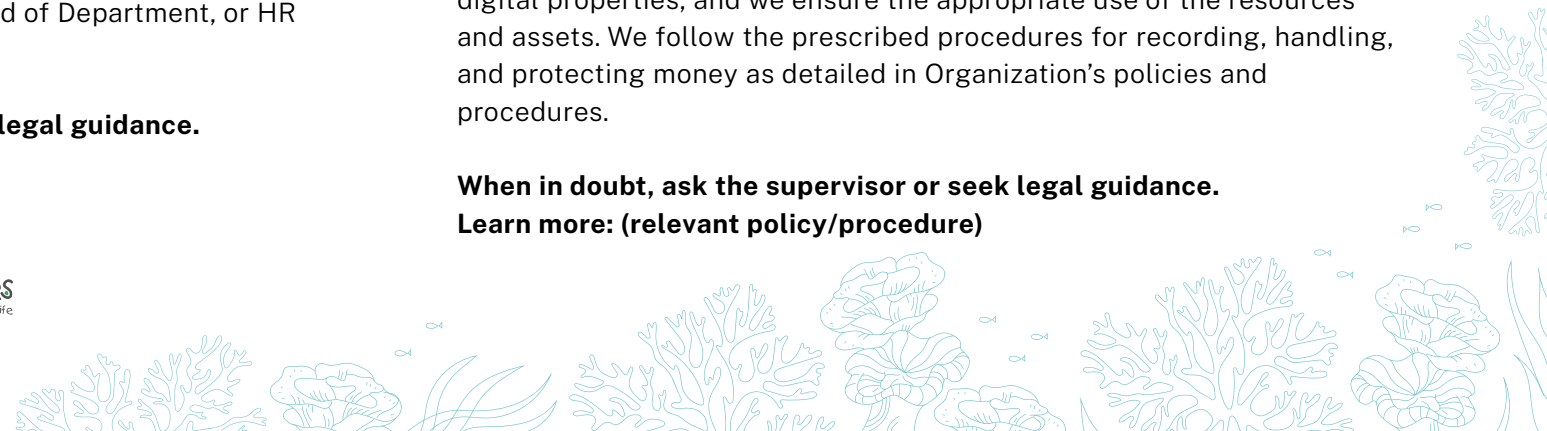 d of Department, or HR
legal guidance.
digital properties, and we ensure the appropriate use of the resources
and assets. We follow the prescribed procedures for recording, handling,
and protecting money as detailed in Organization's policies and
procedures.
When in doubt, ask the supervisor or seek legal guidance.
Learn more: (relevant policy/procedure)